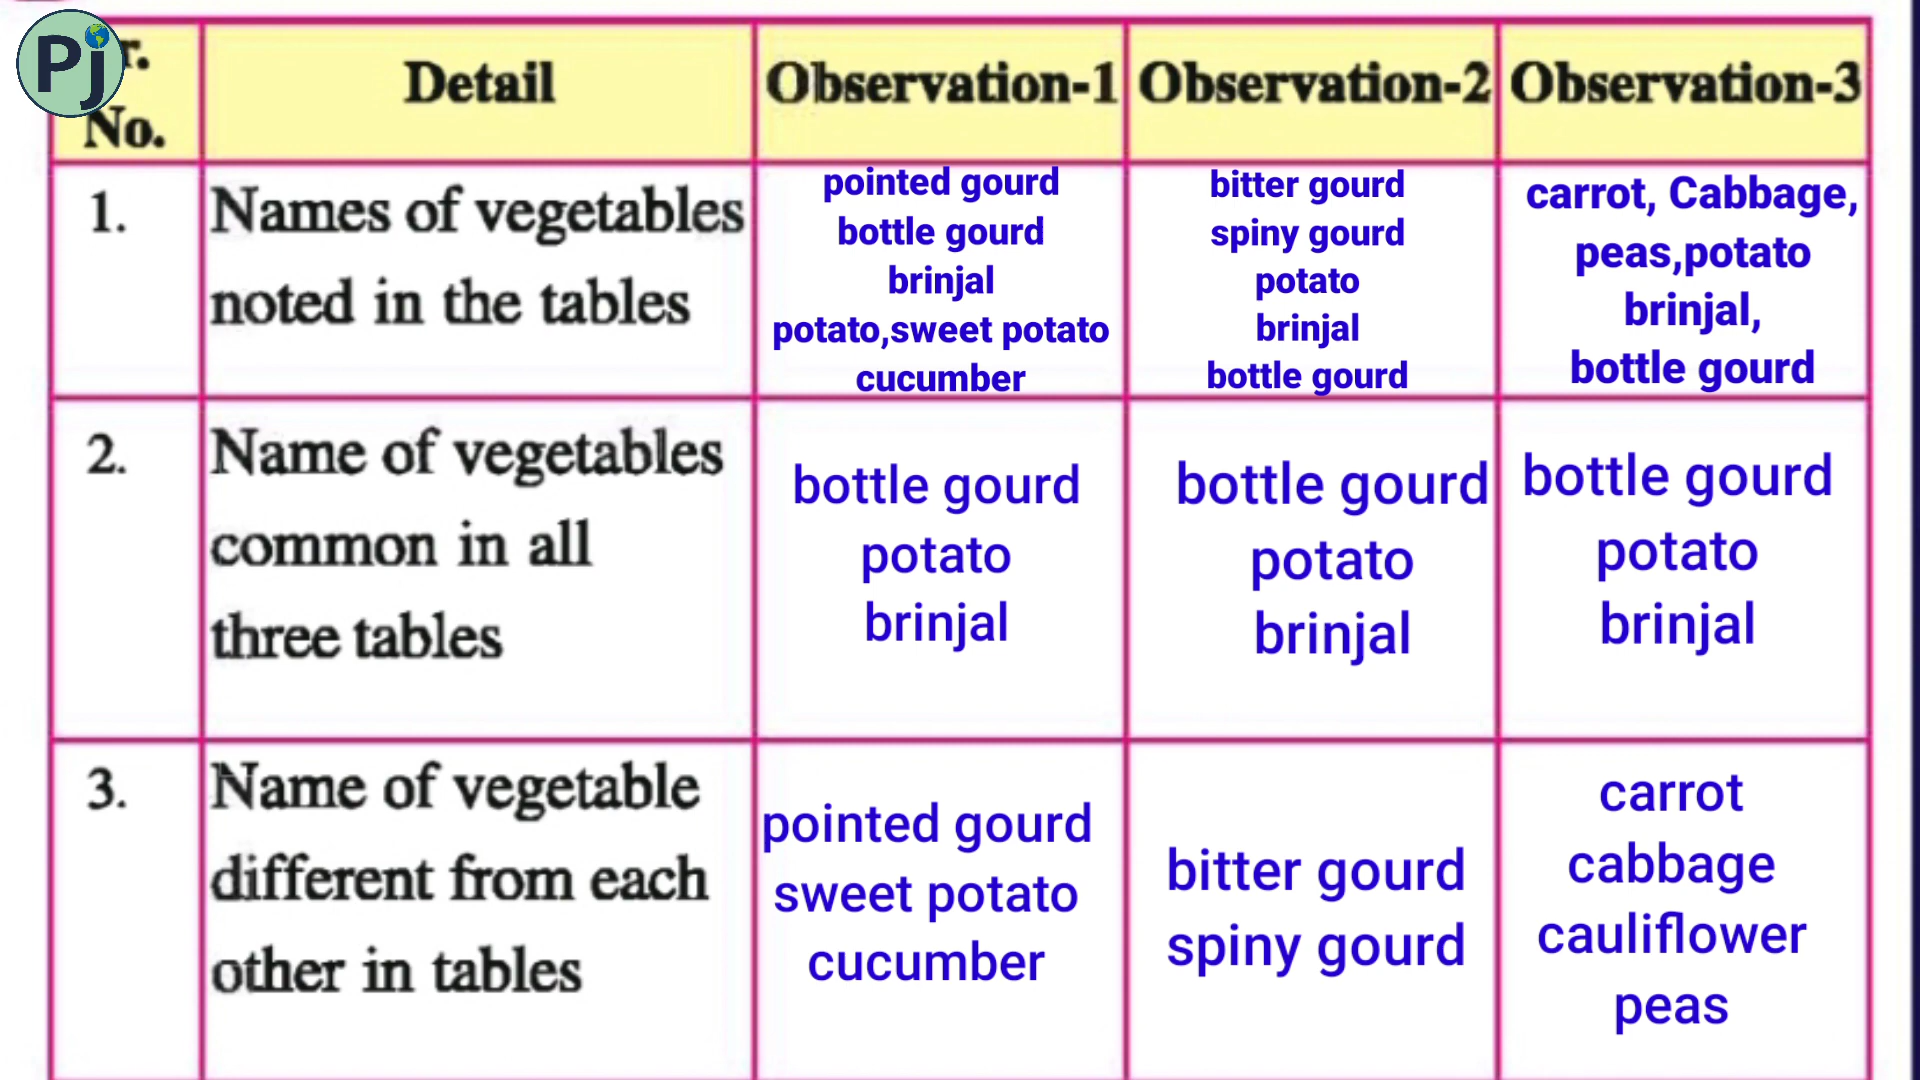 Pj
r.
No.
Detail
Observation-1
Observation-2
Observation-3
1.
Names of vegetables
noted in the tables
pointed gourd
bottle gourd
brinjal
potato,sweet potato
cucumber
bitter gourd
spiny gourd
potato
brinjal
bottle gourd
carrot, Cabbage,
peas,potato
brinjal,
bottle gourd
2.
Name of vegetables
common in all
three tables
bottle gourd
potato
brinjal
bottle gourd
potato
brinjal
bottle gourd
potato
brinjal
3.
Name of vegetable
different from each
other in tables
pointed gourd
sweet potato
cucumber
bitter gourd
spiny gourd
carrot
cabbage
cauliflower
peas